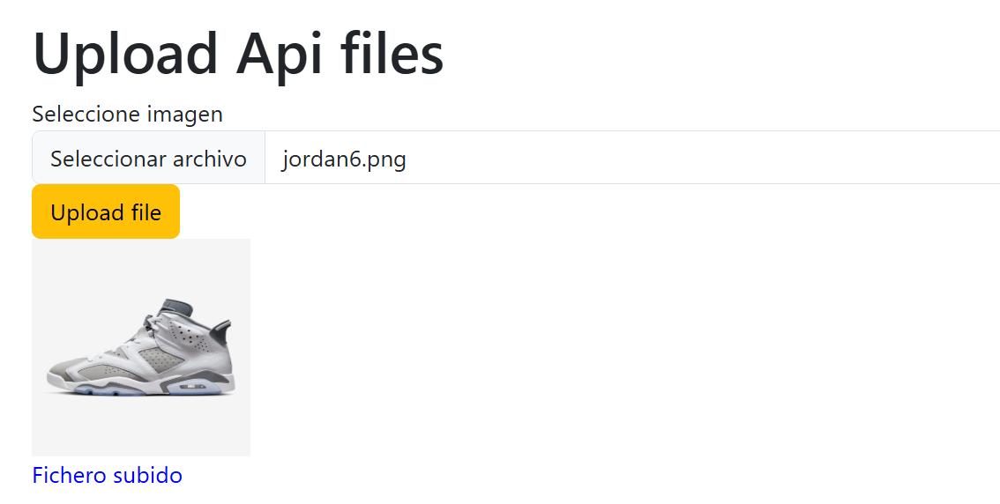 Upload Api files
Seleccione imagen
Seleccionar archivo jordan6.png
Upload file
Fichero subido